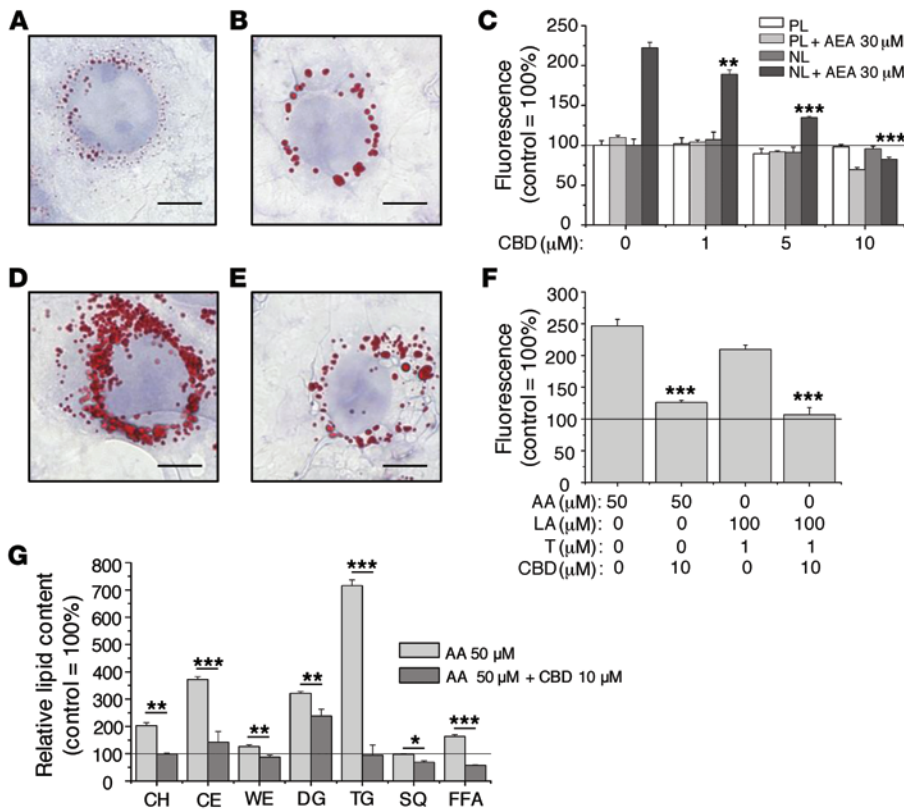 A
B
C
PL
PL + AEA 30 μM
NL
NL + AEA 30 μM
Fluorescence
(control = 100%)
250
200
150
100
50
0
**
***
***
CBD (μM): 0 1 5 10
D
E
F
Fluorescence
(control = 100%)
300
250
200
150
100
50
0
***
***
AA (μM): 50 50 0 0
LA (μM): 0 0 100 100
T (μM): 0 0 1 1
CBD (μM): 0 10 0 10
G
Relative lipid content
(control = 100%)
800
700
600
500
400
300
200
100
0
**
***
**
**
***
*
***
AA 50 μM
AA 50 μM + CBD 10 μM
CH CE WE DG TG SQ FFA